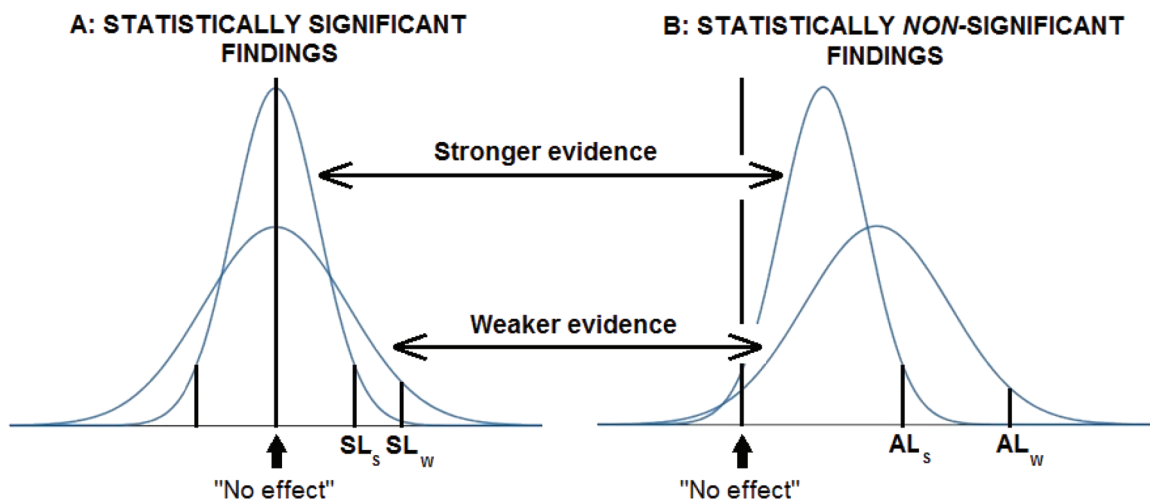 A: STATISTICALLY SIGNIFICANT
FINDINGS
B: STATISTICALLY NON-SIGNIFICANT
FINDINGS
Stronger evidence
Weaker evidence
SLs SLw
ALs
ALw
"No effect"
"No effect"